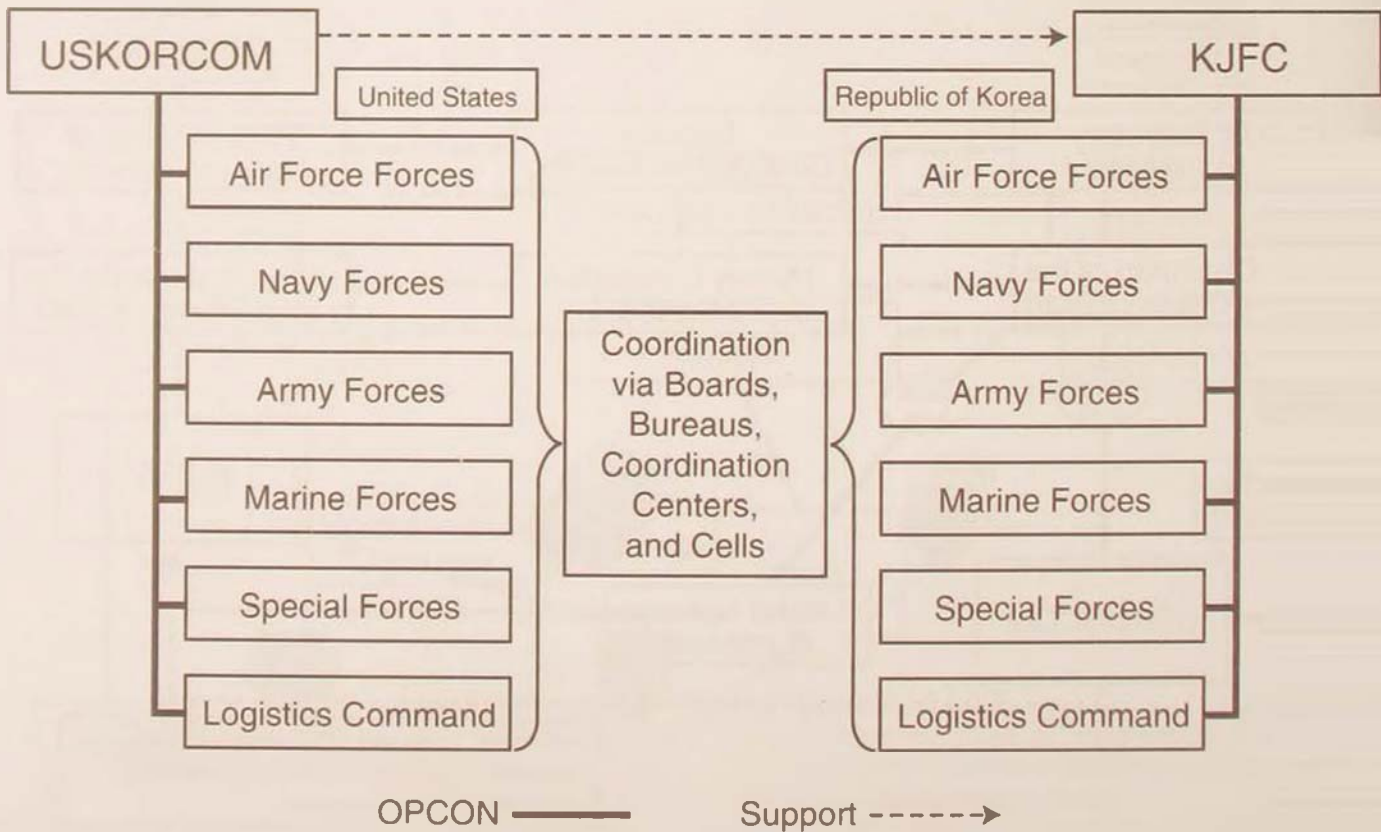 USKORCOM
KJFC
United States
Republic of Korea
Air Force Forces
Navy Forces
Army Forces
Marine Forces
Special Forces
Logistics Command
Coordination
via Boards,
Bureaus,
Coordination
Centers,
and Cells
Air Force Forces
Navy Forces
Army Forces
Marine Forces
Special Forces
Logistics Command
OPCON
Support